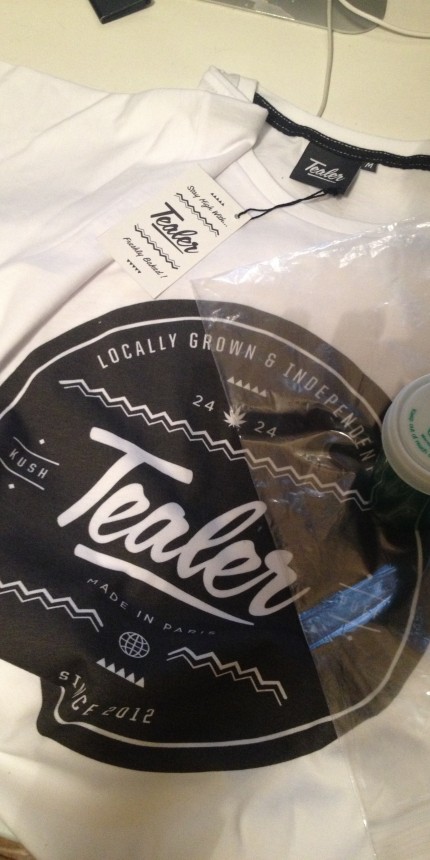 Tealer
M
Stay High With...
Tealer
Freshly Baked!
LOCALLY GROWN & INDEPENDENT
24 24
KUSH
Tealer
MADE IN PARIS
SINCE 2012